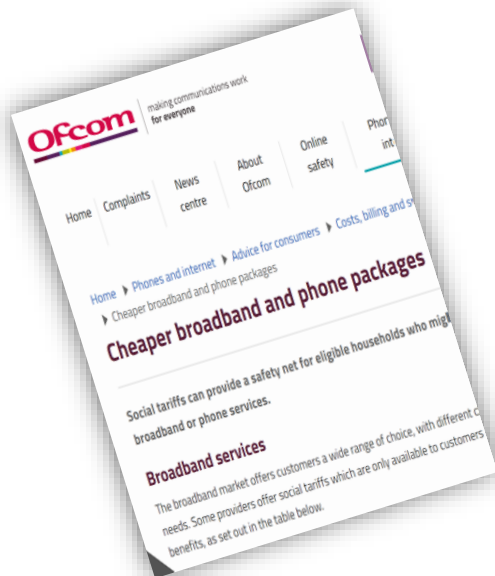 Ofcom
making communications work
for everyone
Home
Complaints
News
centre
About
Ofcom
Online
safety
Phon
int
Home Phones and internet Advice for consumers Costs, billing and
Cheaper broadband and phone packages
Cheaper broadband and phone packages
Social tariffs can provide a safety net for eligible households who
broadband or phone services.
Broadband services
The broadband market offers customers a wide range of choice, with different
needs. Some providers offer social tariffs which are only available to customers
benefits, as set out in the table below.